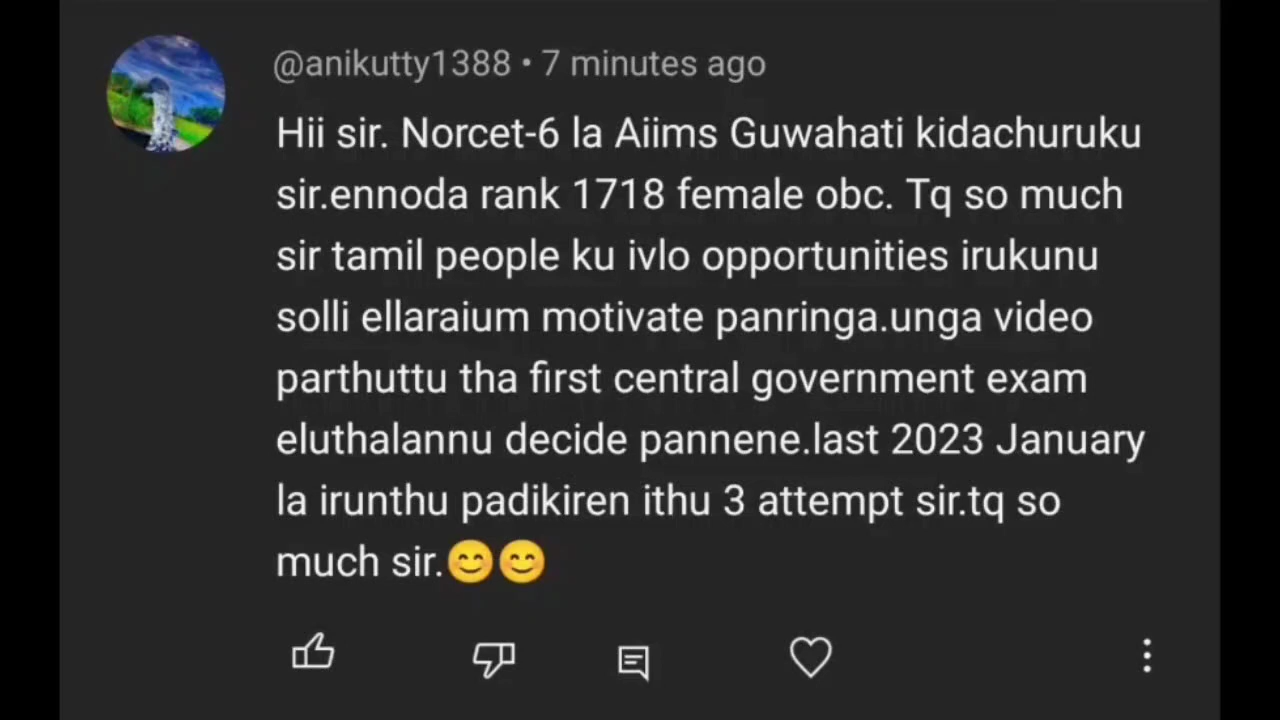 @anikutty1388 • 7 minutes ago
Hii sir. Norcet-6 la Aiims Guwahati kidachuruku
sir.ennoda rank 1718 female obc. Tq so much
sir tamil people ku ivlo opportunities irukunu
solli ellaraium motivate panringa.unga video
parthuttu tha first central government exam
eluthalannu decide pannene.last 2023 January
la irunthu padikiren ithu 3 attempt sir.tq so
much sir.😊😊